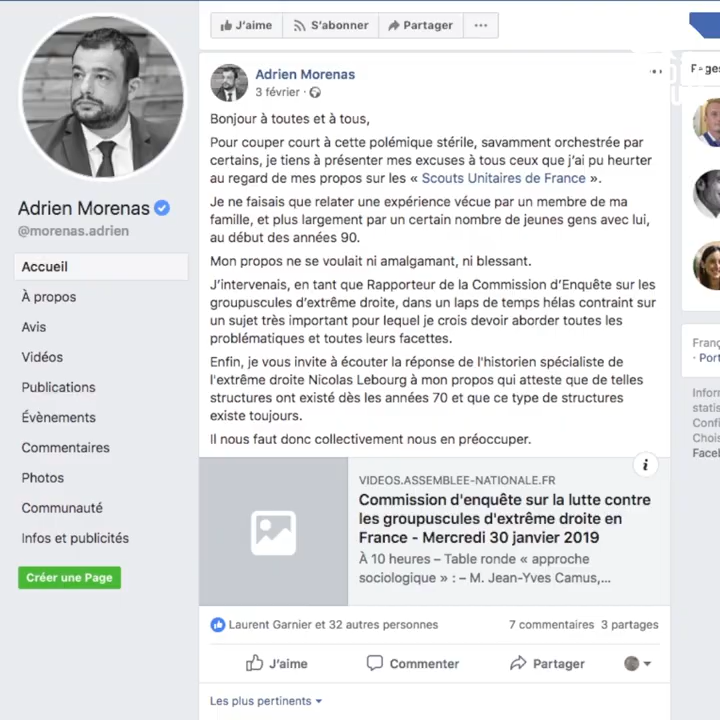 J'aime
S'abonner
Partager
Adrien Morenas
3 février
Bonjour à toutes et à tous,
Pour couper court à cette polémique stérile, savamment orchestrée par
certains, je tiens à présenter mes excuses à tous ceux que j'ai pu heurter
au regard de mes propos sur les « Scouts Unitaires de France ».
Je ne faisais que relater une expérience vécue par un membre de ma
famille, et plus largement par un certain nombre de jeunes gens avec lui,
au début des années 90.
Mon propos ne se voulait ni amalgamant, ni blessant.
J'intervenais, en tant que Rapporteur de la Commission d'Enquête sur les
groupuscules d'extrême droite, dans un laps de temps hélas contraint sur
un sujet très important pour lequel je crois devoir aborder toutes les
problématiques et toutes leurs facettes.
Enfin, je vous invite à écouter la réponse de l'historien spécialiste de
l'extrême droite Nicolas Lebourg à mon propos qui atteste que de telles
structures ont existé dès les années 70 et que ce type de structures
existe toujours.
Il nous faut donc collectivement nous en préoccuper.
VIDEOS.ASSEMBLEE-NATIONALE.FR
Commission d'enquête sur la lutte contre
les groupuscules d'extrême droite en
France - Mercredi 30 janvier 2019
À 10 heures – Table ronde « approche
sociologique » : – M. Jean-Yves Camus,...
Laurent Garnier et 32 autres personnes
7 commentaires 3 partages
J'aime
Commenter
Partager
Les plus pertinents
Adrien Morenas
@morenas.adrien
Accueil
À propos
Avis
Vidéos
Publications
Évènements
Commentaires
Photos
Communauté
Infos et publicités
Créer une Page